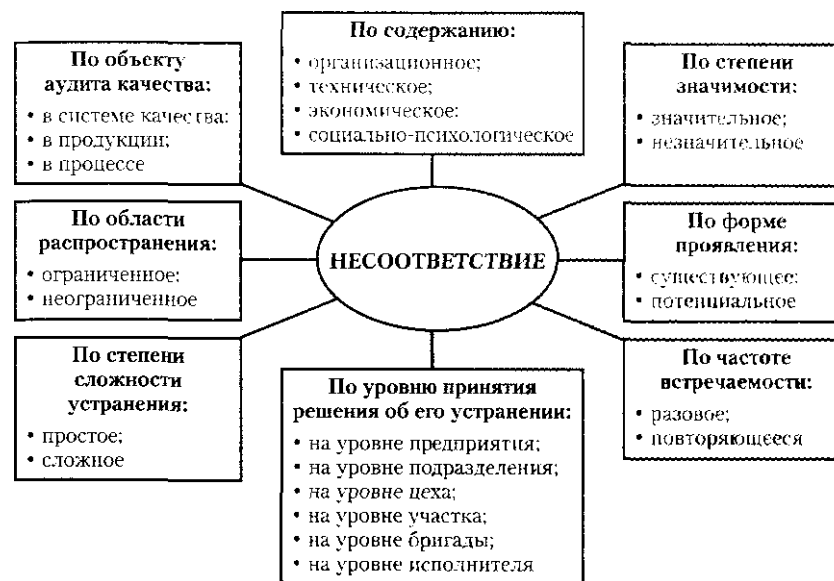 По объекту
аудита качества:
• в системе качества:
• в продукции;
• в процессе
По содержанию:
• организационное;
• техническое;
• экономическое:
• социально-психологическое
По степени
значимости:
• значительное;
• незначительное
По области
распространения:
• ограниченное;
• неограниченное
НЕСООТВЕТСТВИЕ
По форме
проявления:
• существующее:
• потенциальное
По степени
сложности
устранения:
• простое;
• сложное
По уровню принятия
решения об его устранении:
• на уровне предприятия;
• на уровне подразделения;
• на уровне цеха;
• на уровне участка;
• на уровне бригады;
• на уровне исполнителя
По частоте
встречаемости:
• разовое;
• повторяющееся